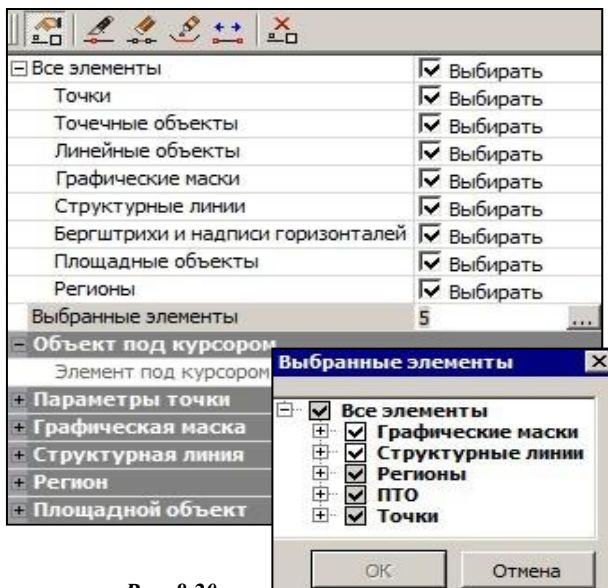 Все элементы Выбирать
Точки Выбирать
Точечные объекты Выбирать
Линейные объекты Выбирать
Графические маски Выбирать
Структурные линии Выбирать
Бергштрихи и надписи горизонталей Выбирать
Площадные объекты Выбирать
Регионы Выбирать
Выбранные элементы 5 ...
Объект под курсором
Элемент под курсором
Параметры точки
Графическая маска
Структурная линия
Регион
Площадной объект
Выбранные элементы
Все элементы
Графические маски
Структурные линии
Регионы
ПТО
Точки
OK Отмена